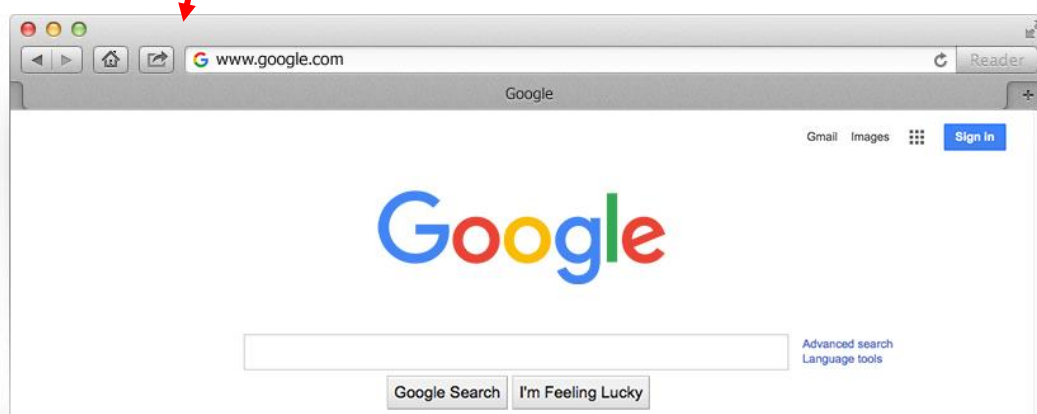 www.google.com
Reader
Google
Gmail Images Sign in
Google
Advanced search
Language tools
Google Search I'm Feeling Lucky